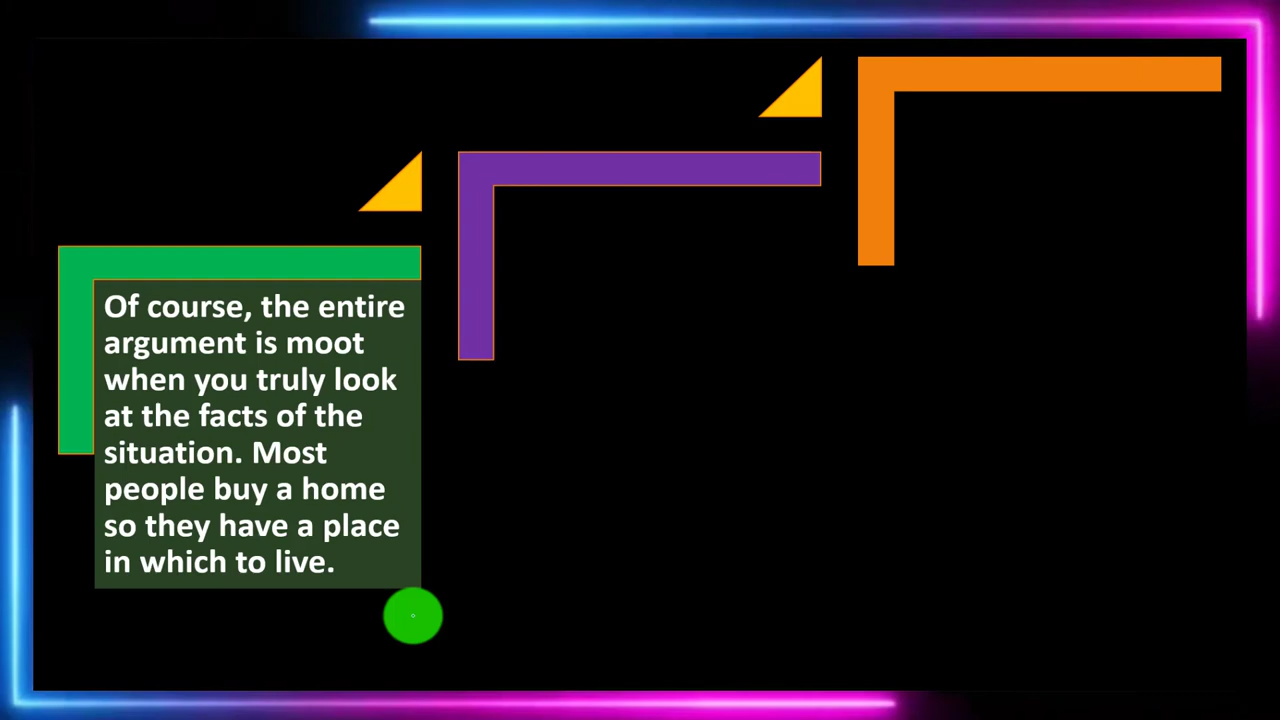 Of course, the entire
argument is moot
when you truly look
at the facts of the
situation. Most
people buy a home
so they have a place
in which to live.